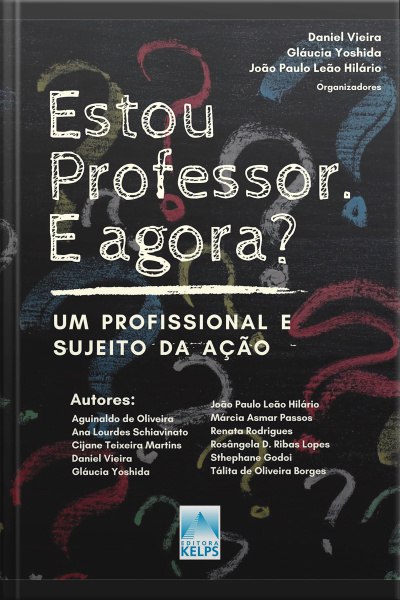 Daniel Vieira
Gláucia Yoshida
João Paulo Leão Hilário
Organizadores
Estou
Professor.
E agora?
UM PROFISSIONAL E
SUJEITO DA AÇÃO
Autores:
Aguinaldo de Oliveira
Ana Lourdes Schiavinato
Cijane Teixeira Martins
Daniel Vieira
Gláucia Yoshida
João Paulo Leão Hilário
Márcia Asmar Passos
Renata Rodrigues
Rosângela D. Ribas Lopes
Sthephane Godoi
Tálita de Oliveira Borges
EDITORA
KELPS